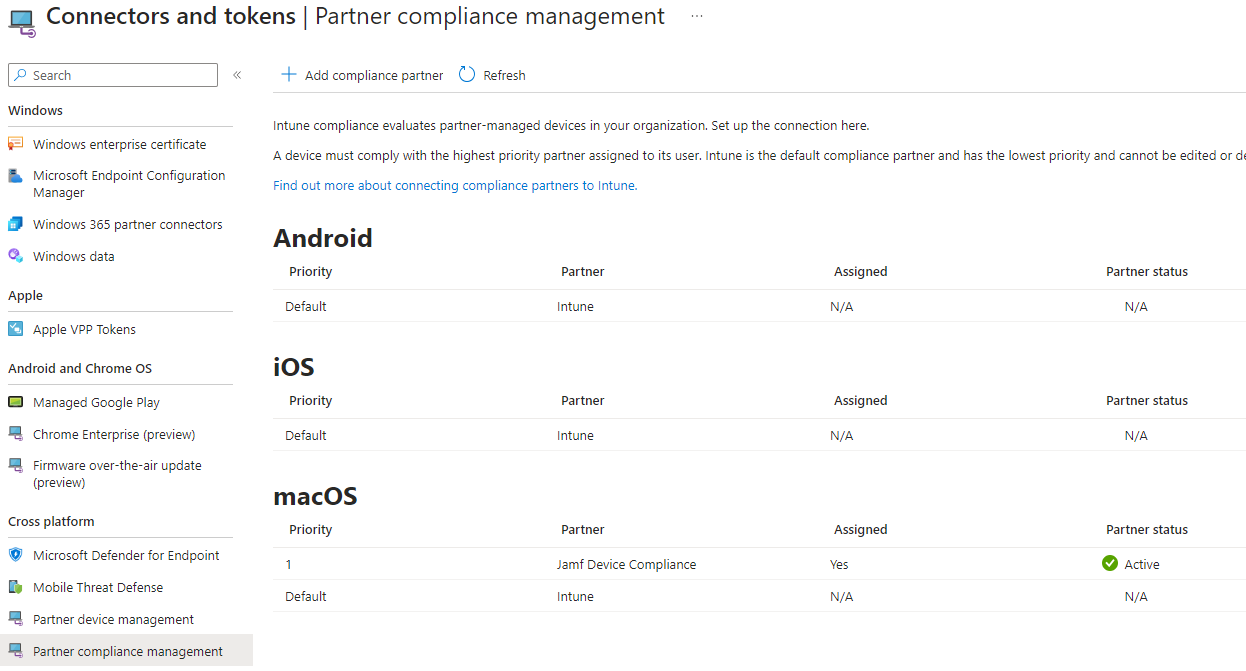 Connectors and tokens | Partner compliance management ...
Search
«
Windows
Windows enterprise certificate
Microsoft Endpoint Configuration
Manager
Windows 365 partner connectors
Windows data
Apple
Apple VPP Tokens
Android and Chrome OS
Managed Google Play
Chrome Enterprise (preview)
Firmware over-the-air update
(preview)
Cross platform
Microsoft Defender for Endpoint
Mobile Threat Defense
Partner device management
Partner compliance management
+ Add compliance partner Refresh
Intune compliance evaluates partner-managed devices in your organization. Set up the connection here.
A device must comply with the highest priority partner assigned to its user. Intune is the default compliance partner and has the lowest priority and cannot be edited or de
Find out more about connecting compliance partners to Intune.
Android
Priority Partner Assigned Partner status
Default Intune N/A N/A
iOS
Priority Partner Assigned Partner status
Default Intune N/A N/A
macOS
Priority Partner Assigned Partner status
1 Jamf Device Compliance Yes Active
Default Intune N/A N/A